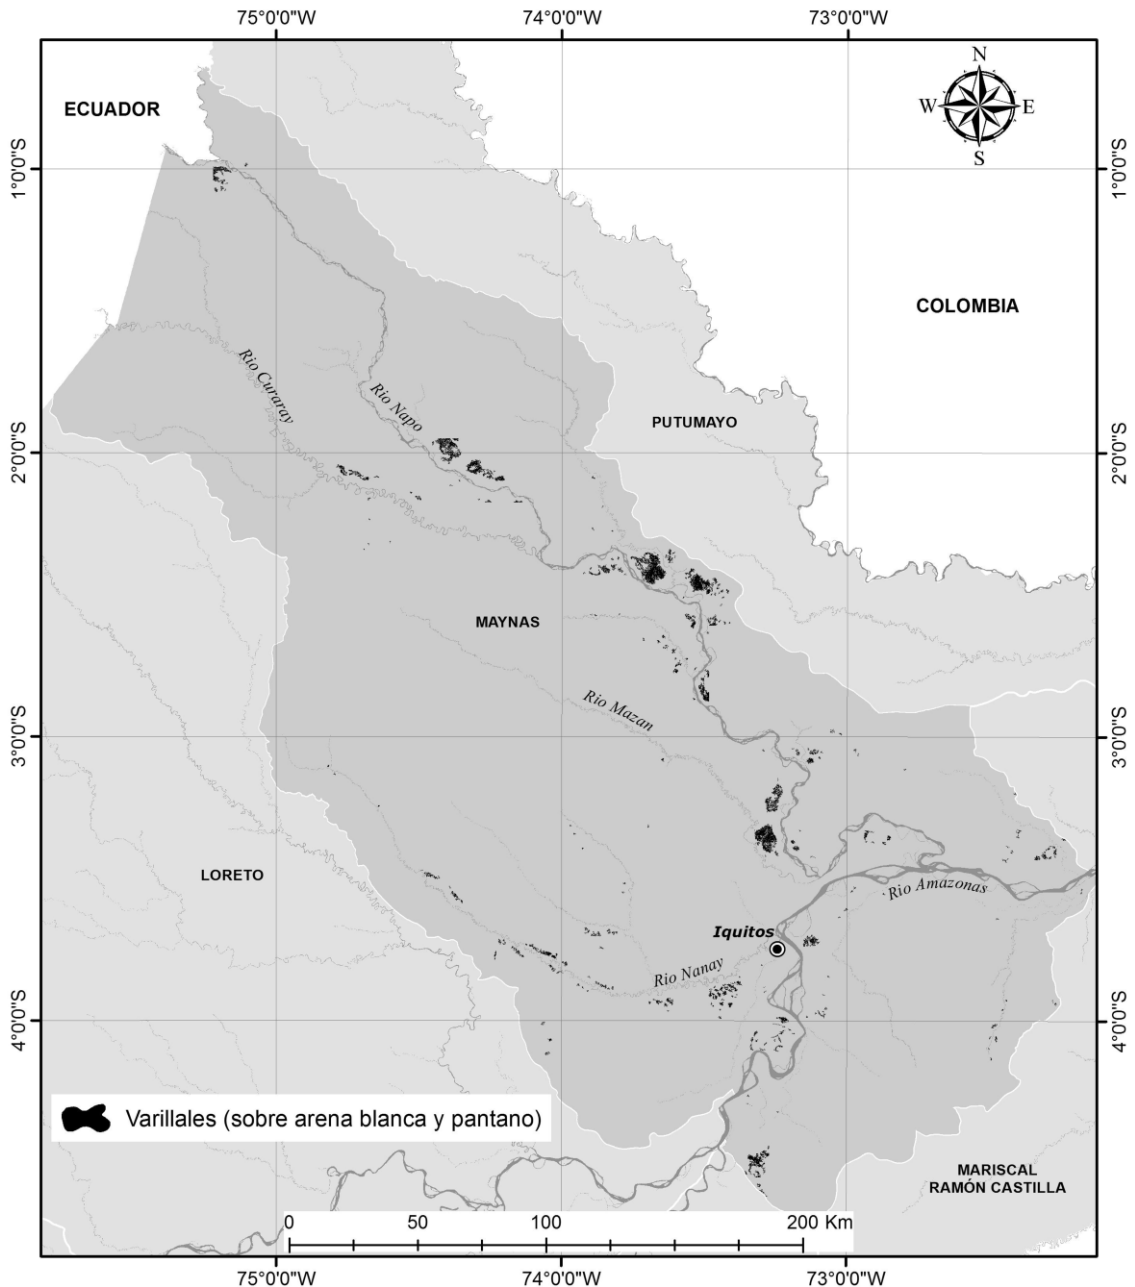 75°0'0"W 74°0'0"W 73°0'0"W
N
W E
S
ECUADOR
1°0'0"S 1°0'0"S
COLOMBIA
Rio Curaray
Rio Napo
PUTUMAYO
2°0'0"S 2°0'0"S
MAYNAS
Rio Mazan
3°0'0"S 3°0'0"S
LORETO
Rio Amazonas
Iquitos
Rio Nanay
4°0'0"S 4°0'0"S
Varillales (sobre arena blanca y pantano)
MARISCAL
RAMÓN CASTILLA
0 50 100 200 Km
75°0'0"W 74°0'0"W 73°0'0"W